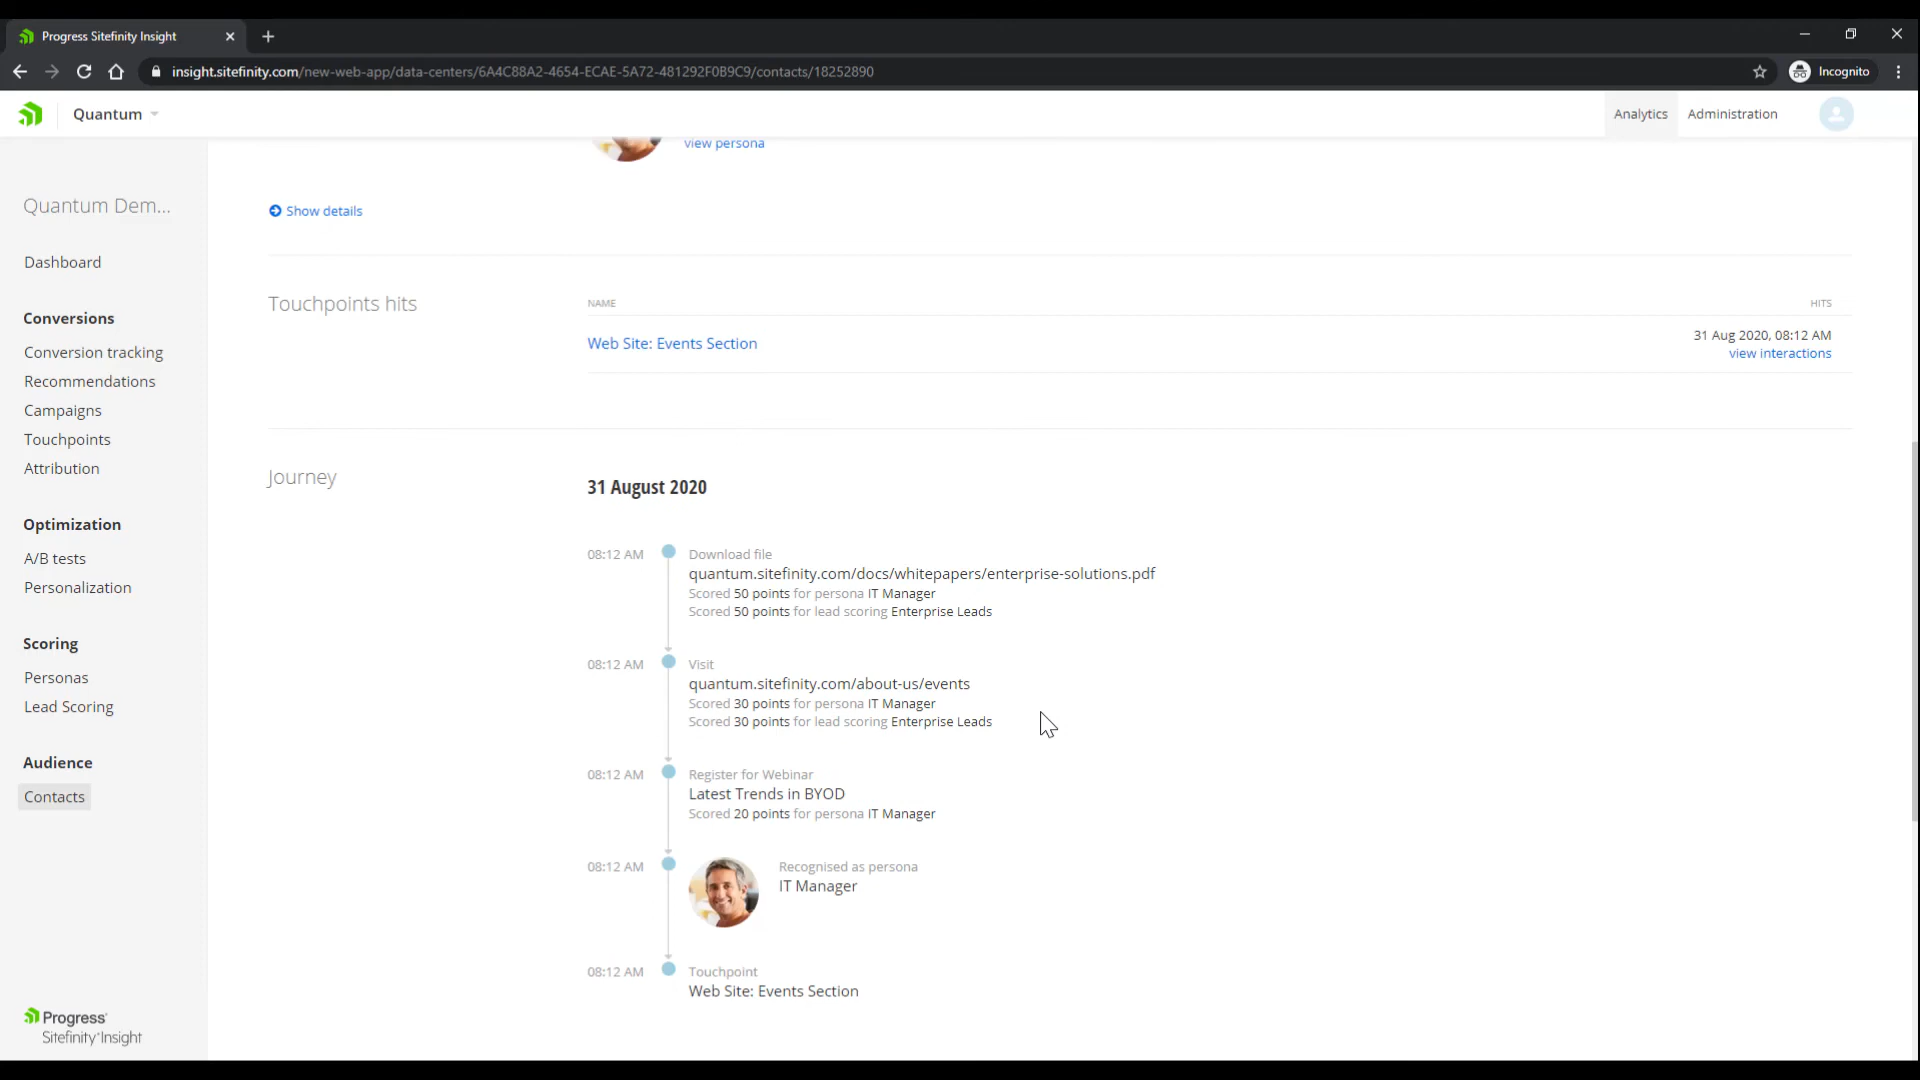 Progress Sitefinity Insight
insight.sitefinity.com/new-web-app/data-centers/6A4C88A2-4654-ECAE-5A72-481292F0B9C9/contacts/18252890
Incognito
Quantum
Analytics
Administration
view persona
Quantum Dem...
Show details
Dashboard
Touchpoints hits
NAME
HITS
Web Site: Events Section
31 Aug 2020, 08:12 AM
view interactions
Conversions
Conversion tracking
Recommendations
Campaigns
Touchpoints
Attribution
Optimization
A/B tests
Personalization
Scoring
Personas
Lead Scoring
Audience
Contacts
Journey
31 August 2020
08:12 AM
Download file
quantum.sitefinity.com/docs/whitepapers/enterprise-solutions.pdf
Scored 50 points for persona IT Manager
Scored 50 points for lead scoring Enterprise Leads
08:12 AM
Visit
quantum.sitefinity.com/about-us/events
Scored 30 points for persona IT Manager
Scored 30 points for lead scoring Enterprise Leads
08:12 AM
Register for Webinar
Latest Trends in BYOD
Scored 20 points for persona IT Manager
08:12 AM
Recognised as persona
IT Manager
08:12 AM
Touchpoint
Web Site: Events Section
Progress
Sitefinity Insight